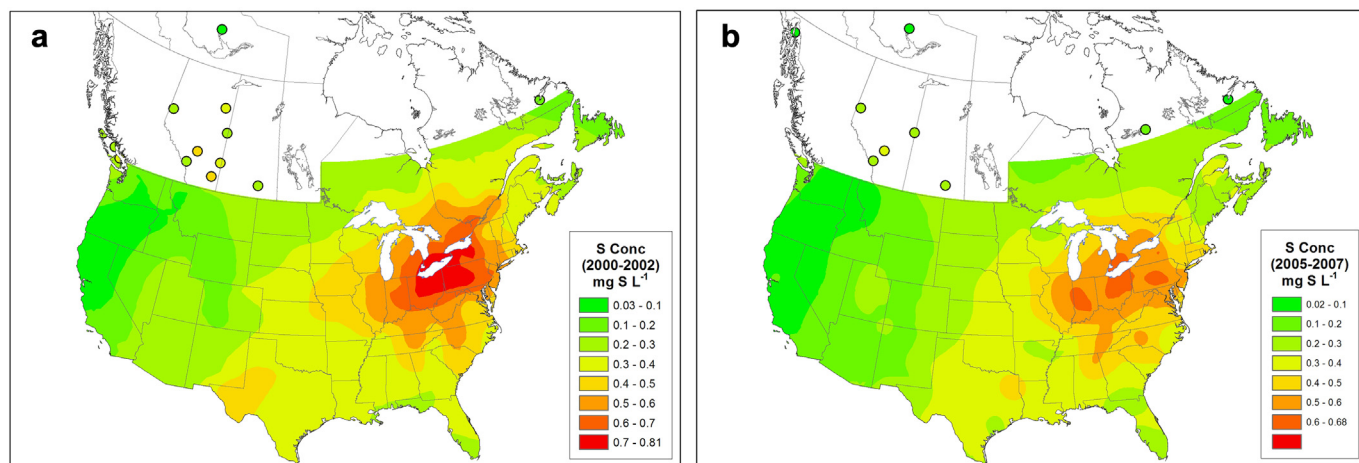 a
S Conc
(2000-2002)
mg S L-1
0.03 - 0.1
0.1 - 0.2
0.2 - 0.3
0.3 - 0.4
0.4 - 0.5
0.5 - 0.6
0.6 - 0.7
0.7 - 0.81
b
S Conc
(2005-2007)
mg S L-1
0.02 - 0.1
0.1 - 0.2
0.2 - 0.3
0.3 - 0.4
0.4 - 0.5
0.5 - 0.6
0.6 - 0.68